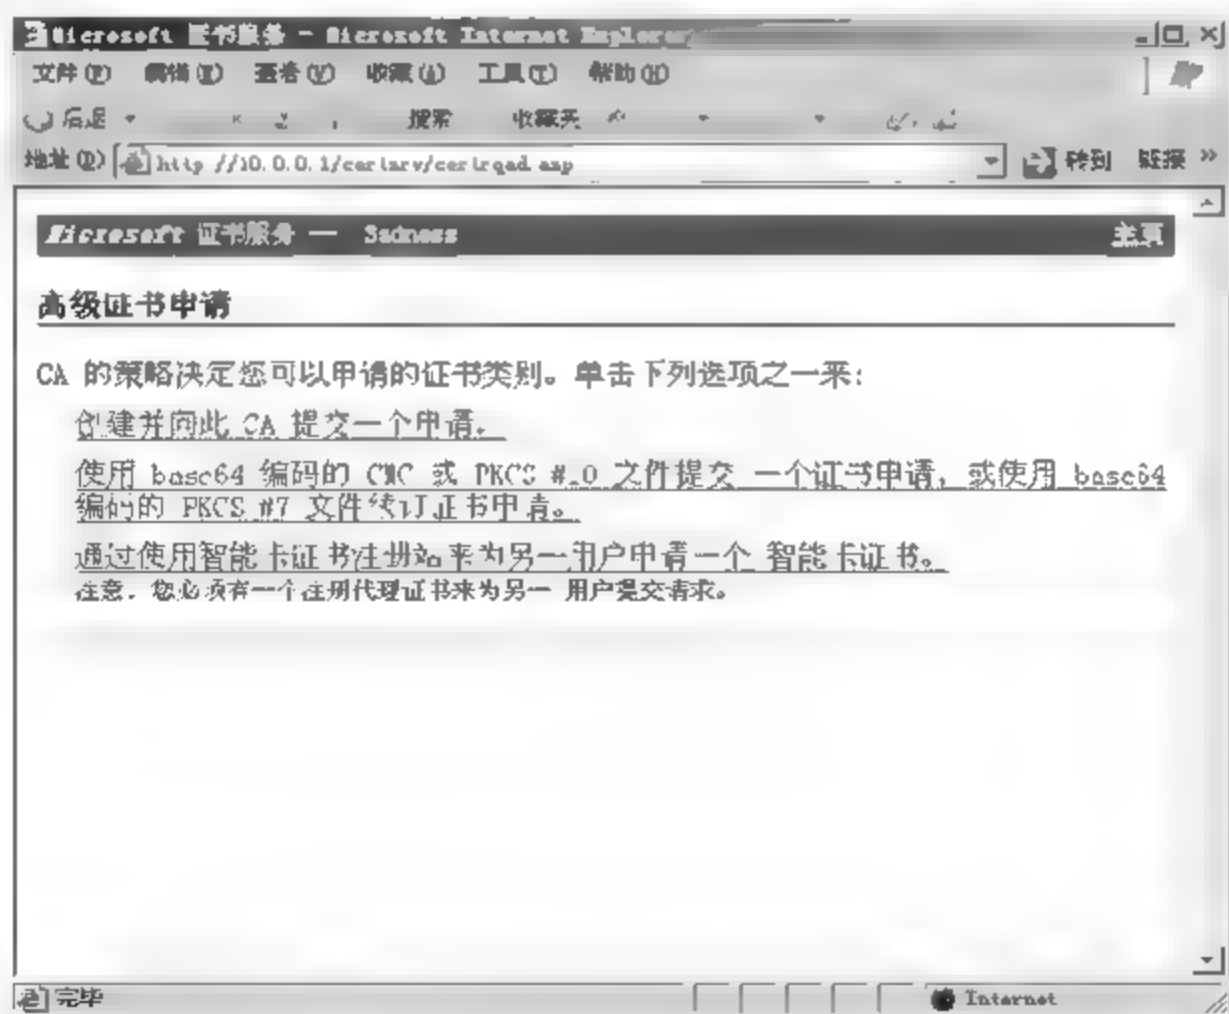 Microsoft 证书服务 - Microsoft Internet Explorer
文件(F) 编辑(E) 查看(V) 收藏(A) 工具(T) 帮助(H)
后退 搜索 收藏夹
地址(D) http://10.0.0.1/certsrv/certrqad.asp 转到 链接 »
Microsoft 证书服务 — Sadness 主页
高级证书申请
CA 的策略决定您可以申请的证书类别。单击下列选项之一来:
创建并向此 CA 提交一个申请。
使用 base64 编码的 CMC 或 PKCS #10 文件提交 一个证书申请，或使用 base64
编码的 PKCS #7 文件续订证书申请。
通过使用智能卡证书注册站来为另一用户申请一个 智能卡证书。
注意: 您必须有一个注册代理证书来为另一 用户提交请求。
完毕 Internet